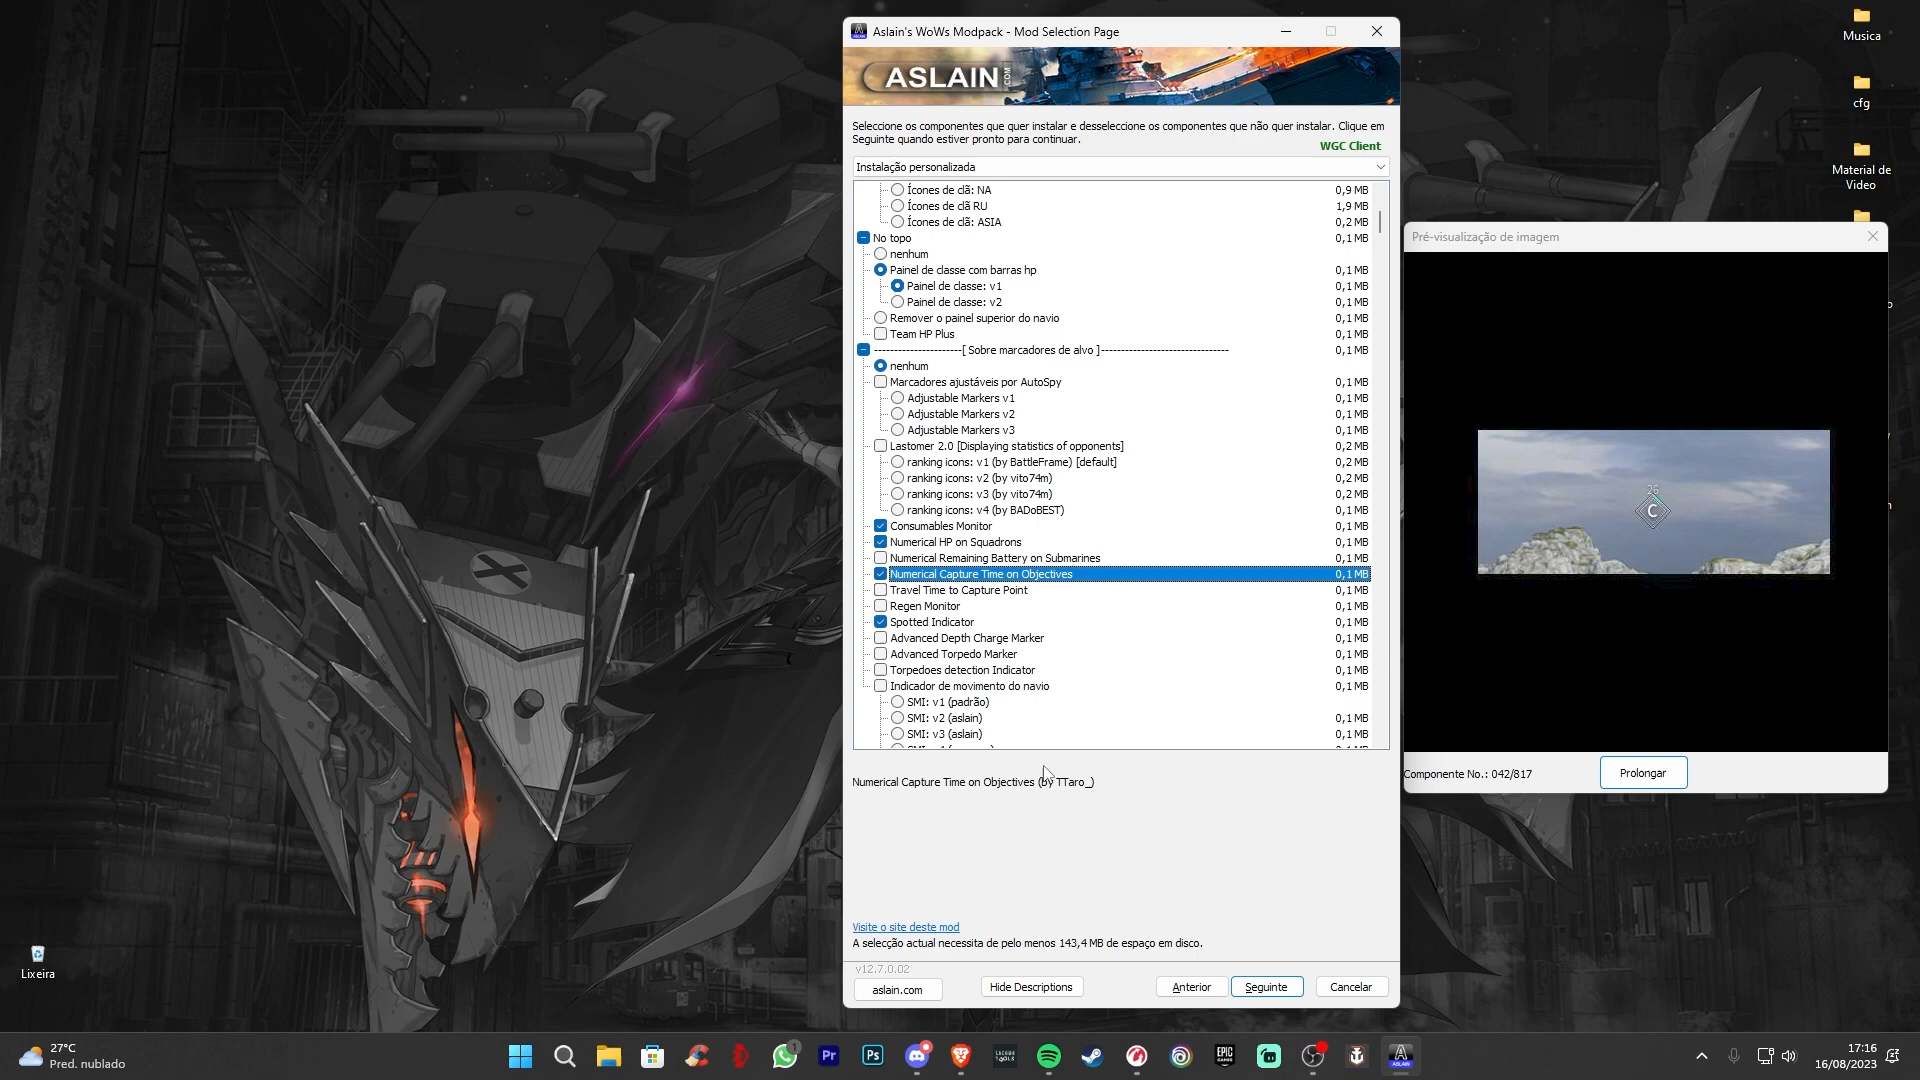 Aslain's WoWs Modpack - Mod Selection Page
ASLAIN.COM
Seleccione os componentes que quer instalar e desseleccione os componentes que não quer instalar. Clique em
Seguinte quando estiver pronto para continuar.
WGC Client
Instalação personalizada
Ícones de clã: NA 0,9 MB
Ícones de clã RU 1,9 MB
Ícones de clã: ASIA 0,2 MB
No topo 0,1 MB
nenhum
Painel de classe com barras hp 0,1 MB
Painel de classe: v1 0,1 MB
Painel de classe: v2 0,1 MB
Remover o painel superior do navio 0,1 MB
Team HP Plus 0,1 MB
----------------------[ Sobre marcadores de alvo ]-------------------------------- 0,1 MB
nenhum
Marcadores ajustáveis por AutoSpy 0,1 MB
Adjustable Markers v1 0,1 MB
Adjustable Markers v2 0,1 MB
Adjustable Markers v3 0,1 MB
Lastomer 2.0 [Displaying statistics of opponents] 0,2 MB
ranking icons: v1 (by BattleFrame) [default] 0,2 MB
ranking icons: v2 (by vito74m) 0,2 MB
ranking icons: v3 (by vito74m) 0,2 MB
ranking icons: v4 (by BADoBEST) 0,1 MB
Consumables Monitor 0,1 MB
Numerical HP on Squadrons 0,1 MB
Numerical Remaining Battery on Submarines 0,1 MB
Numerical Capture Time on Objectives 0,1 MB
Travel Time to Capture Point 0,1 MB
Regen Monitor 0,1 MB
Spotted Indicator 0,1 MB
Advanced Depth Charge Marker 0,1 MB
Advanced Torpedo Marker 0,1 MB
Torpedoes detection Indicator 0,1 MB
Indicador de movimento do navio 0,1 MB
SMI: v1 (padrão)
SMI: v2 (aslain) 0,1 MB
SMI: v3 (aslain) 0,1 MB
Numerical Capture Time on Objectives (by TTaro_)
Visite o site deste mod
A selecção actual necessita de pelo menos 143,4 MB de espaço em disco.
v12.7.0.02
aslain.com
Hide Descriptions
Anterior
Seguinte
Cancelar
Pré-visualização de imagem
25
C
Componente No.: 042/817
Prolongar
Musica
cfg
Material de
Video
Lixeira
27°C
Pred. nublado
1
Pr
Ps
LACHUN
TOOLS
EPIC
GAMES
A
ASLAIN
17:16
16/08/2023